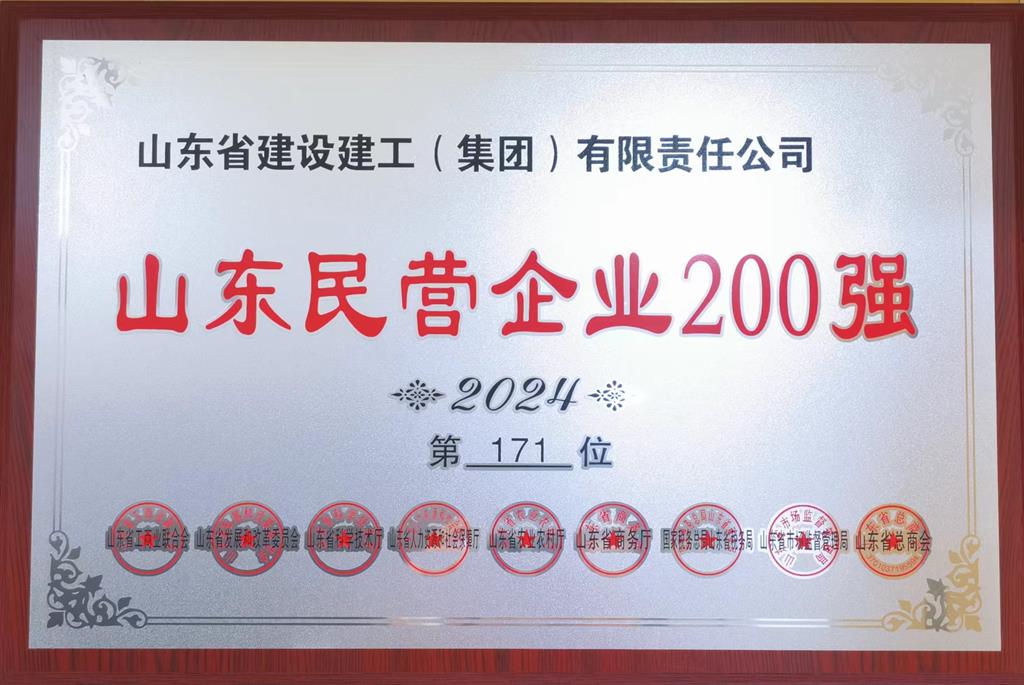 山东省建设建工（集团）有限责任公司
山东民营企业200强
2024
第 171 位
山东省工商业联合会 山东省发展和改革委员会 山东省科学技术厅 山东省人力资源和社会保障厅 山东省农业农村厅 山东省商务厅 国家税务总局山东省税务局 山东省市场监督管理局 山东省总商会